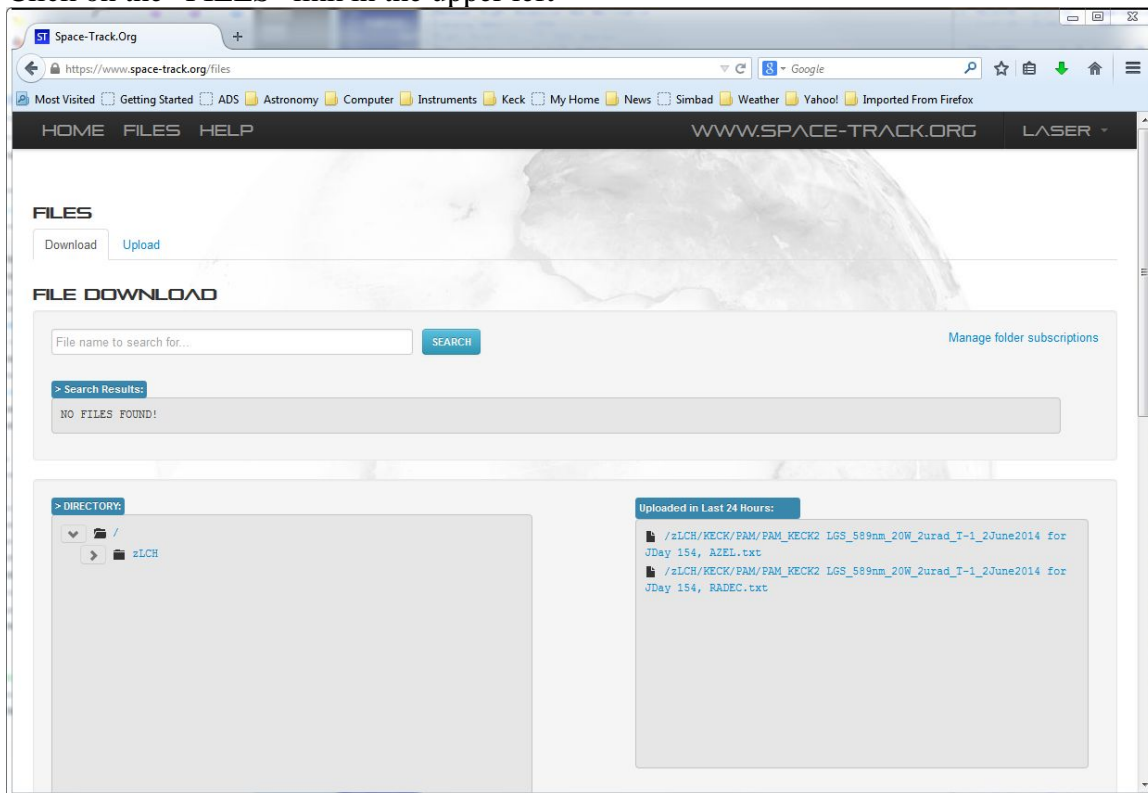 Click on the "FILES" link in the upper left
Space-Track.Org
https://www.space-track.org/files
Google
Most Visited Getting Started ADS Astronomy Computer Instruments Keck My Home News Simbad Weather Yahoo! Imported From Firefox
HOME FILES HELP WWW.SPACE-TRACK.ORG LASER
FILES
Download Upload
FILE DOWNLOAD
File name to search for... SEARCH Manage folder subscriptions
> Search Results:
NO FILES FOUND!
> DIRECTORY:
/
zLCH
Uploaded in Last 24 Hours:
/zLCH/KECK/PAM/PAM_KECK2 LGS_589nm_20W_2urad_T-1_2June2014 for
JDay 154, AZEL.txt
/zLCH/KECK/PAM/PAM_KECK2 LGS_589nm_20W_2urad_T-1_2June2014 for
JDay 154, RADEC.txt